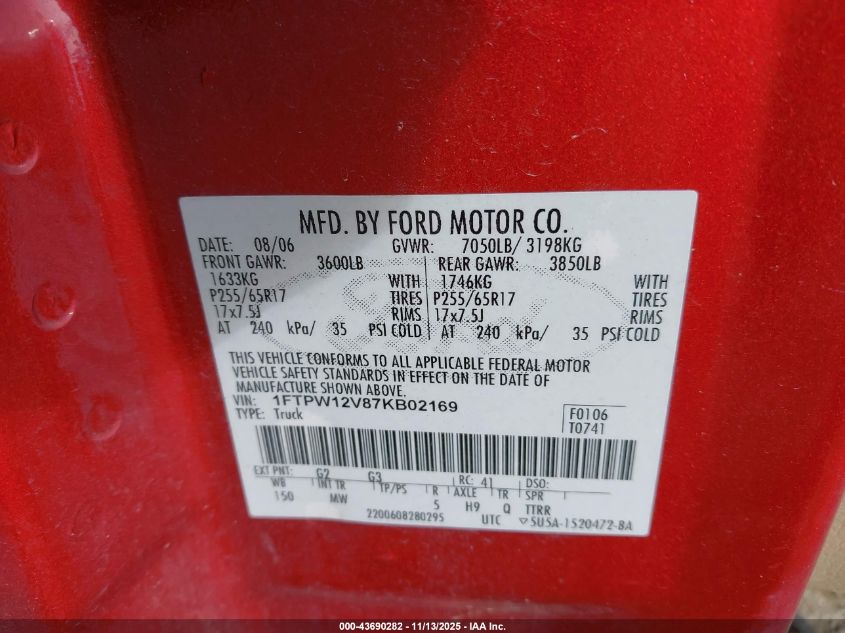 MFD. BY FORD MOTOR CO.
DATE: 08/06 GVWR: 7050LB/ 3198KG
FRONT GAWR: 3600LB REAR GAWR: 3850LB
1633KG WITH 1746KG WITH
P255/65R17 TIRES P255/65R17 TIRES
17x7.5J RIMS 17x7.5J RIMS
AT 240 kPa/ 35 PSI COLD AT 240 kPa/ 35 PSI COLD
THIS VEHICLE CONFORMS TO ALL APPLICABLE FEDERAL MOTOR
VEHICLE SAFETY STANDARDS IN EFFECT ON THE DATE OF
MANUFACTURE SHOWN ABOVE.
VIN: 1FTPW12V87KB02169 F0106
TYPE: Truck T0741
EXT PNT: G2 G3 RC: 41 DSO:
WB INT TR TP/PS R AXLE TR SPR
150 MW 5 H9 Q TTRR
2200608280295 UTC ▽5U5A-1520472-BA
000-43690282 - 11/13/2025 - IAA Inc.